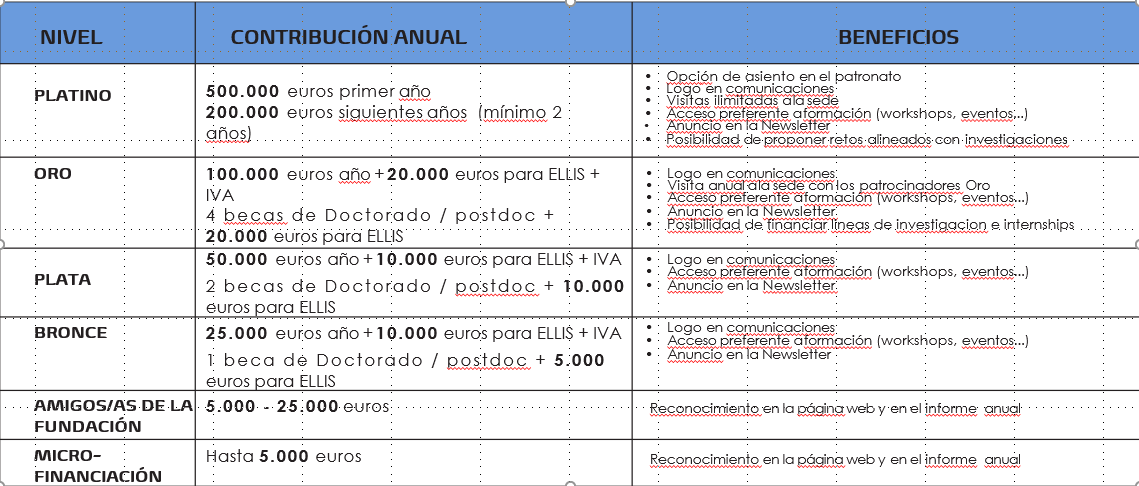 NIVEL
CONTRIBUCIÓN ANUAL
BENEFICIOS
PLATINO
500.000 euros primer año
200.000 euros siguientes años (mínimo 2
años)
• Opción de asiento en el patronato
• Logo en comunicaciones
• Visitas ilimitadas ala sede
• Acceso preferente aformación (workshops, eventos...)
• Anuncio en la Newsletter
• Posibilidad de proponer retos alineados con investigaciones
ORO
100.000 euros año +20.000 euros para ELLIS +
IVA
4 becas de Doctorado / postdoc +
20.000 euros para ELLIS
• Logo en comunicaciones
• Visita anual ala sede con los patrocinadores Oro
• Acceso preferente aformación (workshops, eventos...)
• Anuncio en la Newsletter
• Posibilidad de financiar líneas de investigacion e internships
PLATA
50.000 euros año +10.000 euros para ELLIS + IVA
2 becas de Doctorado / postdoc + 10.000
euros para ELLIS
• Logo en comunicaciones
• Acceso preferente aformación (workshops, eventos...)
• Anuncio en la Newsletter
BRONCE
25.000 euros año +10.000 euros para ELLIS + IVA
1 beca de Doctorado / postdoc + 5.000
euros para ELLIS
• Logo en comunicaciones
• Acceso preferente aformación (workshops, eventos...)
• Anuncio en la Newsletter
AMIGOS/AS DE LA
FUNDACIÓN
5.000 - 25.000 euros
Reconocimiento en la página web y en el informe anual
MICRO-
FINANCIACIÓN
Hasta 5.000 euros
Reconocimiento en la página web y en el informe anual